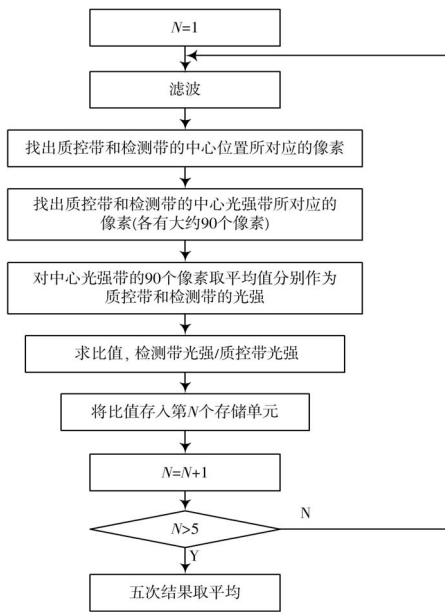 N=1
滤波
找出质控带和检测带的中心位置所对应的像素
找出质控带和检测带的中心光强带所对应的
像素(各有大约90个像素)
对中心光强带的90个像素取平均值分别作为
质控带和检测带的光强
求比值, 检测带光强/质控带光强
将比值存入第N个存储单元
N=N+1
N>5
N
Y
五次结果取平均